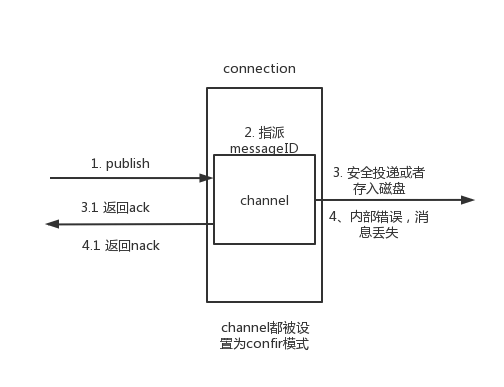 connection
2. 指派
messageID
1. publish
channel
3. 安全投递或者
存入磁盘
3.1 返回ack
4、内部错误，消
息丢失
4.1 返回nack
channel都被设
置为confir模式